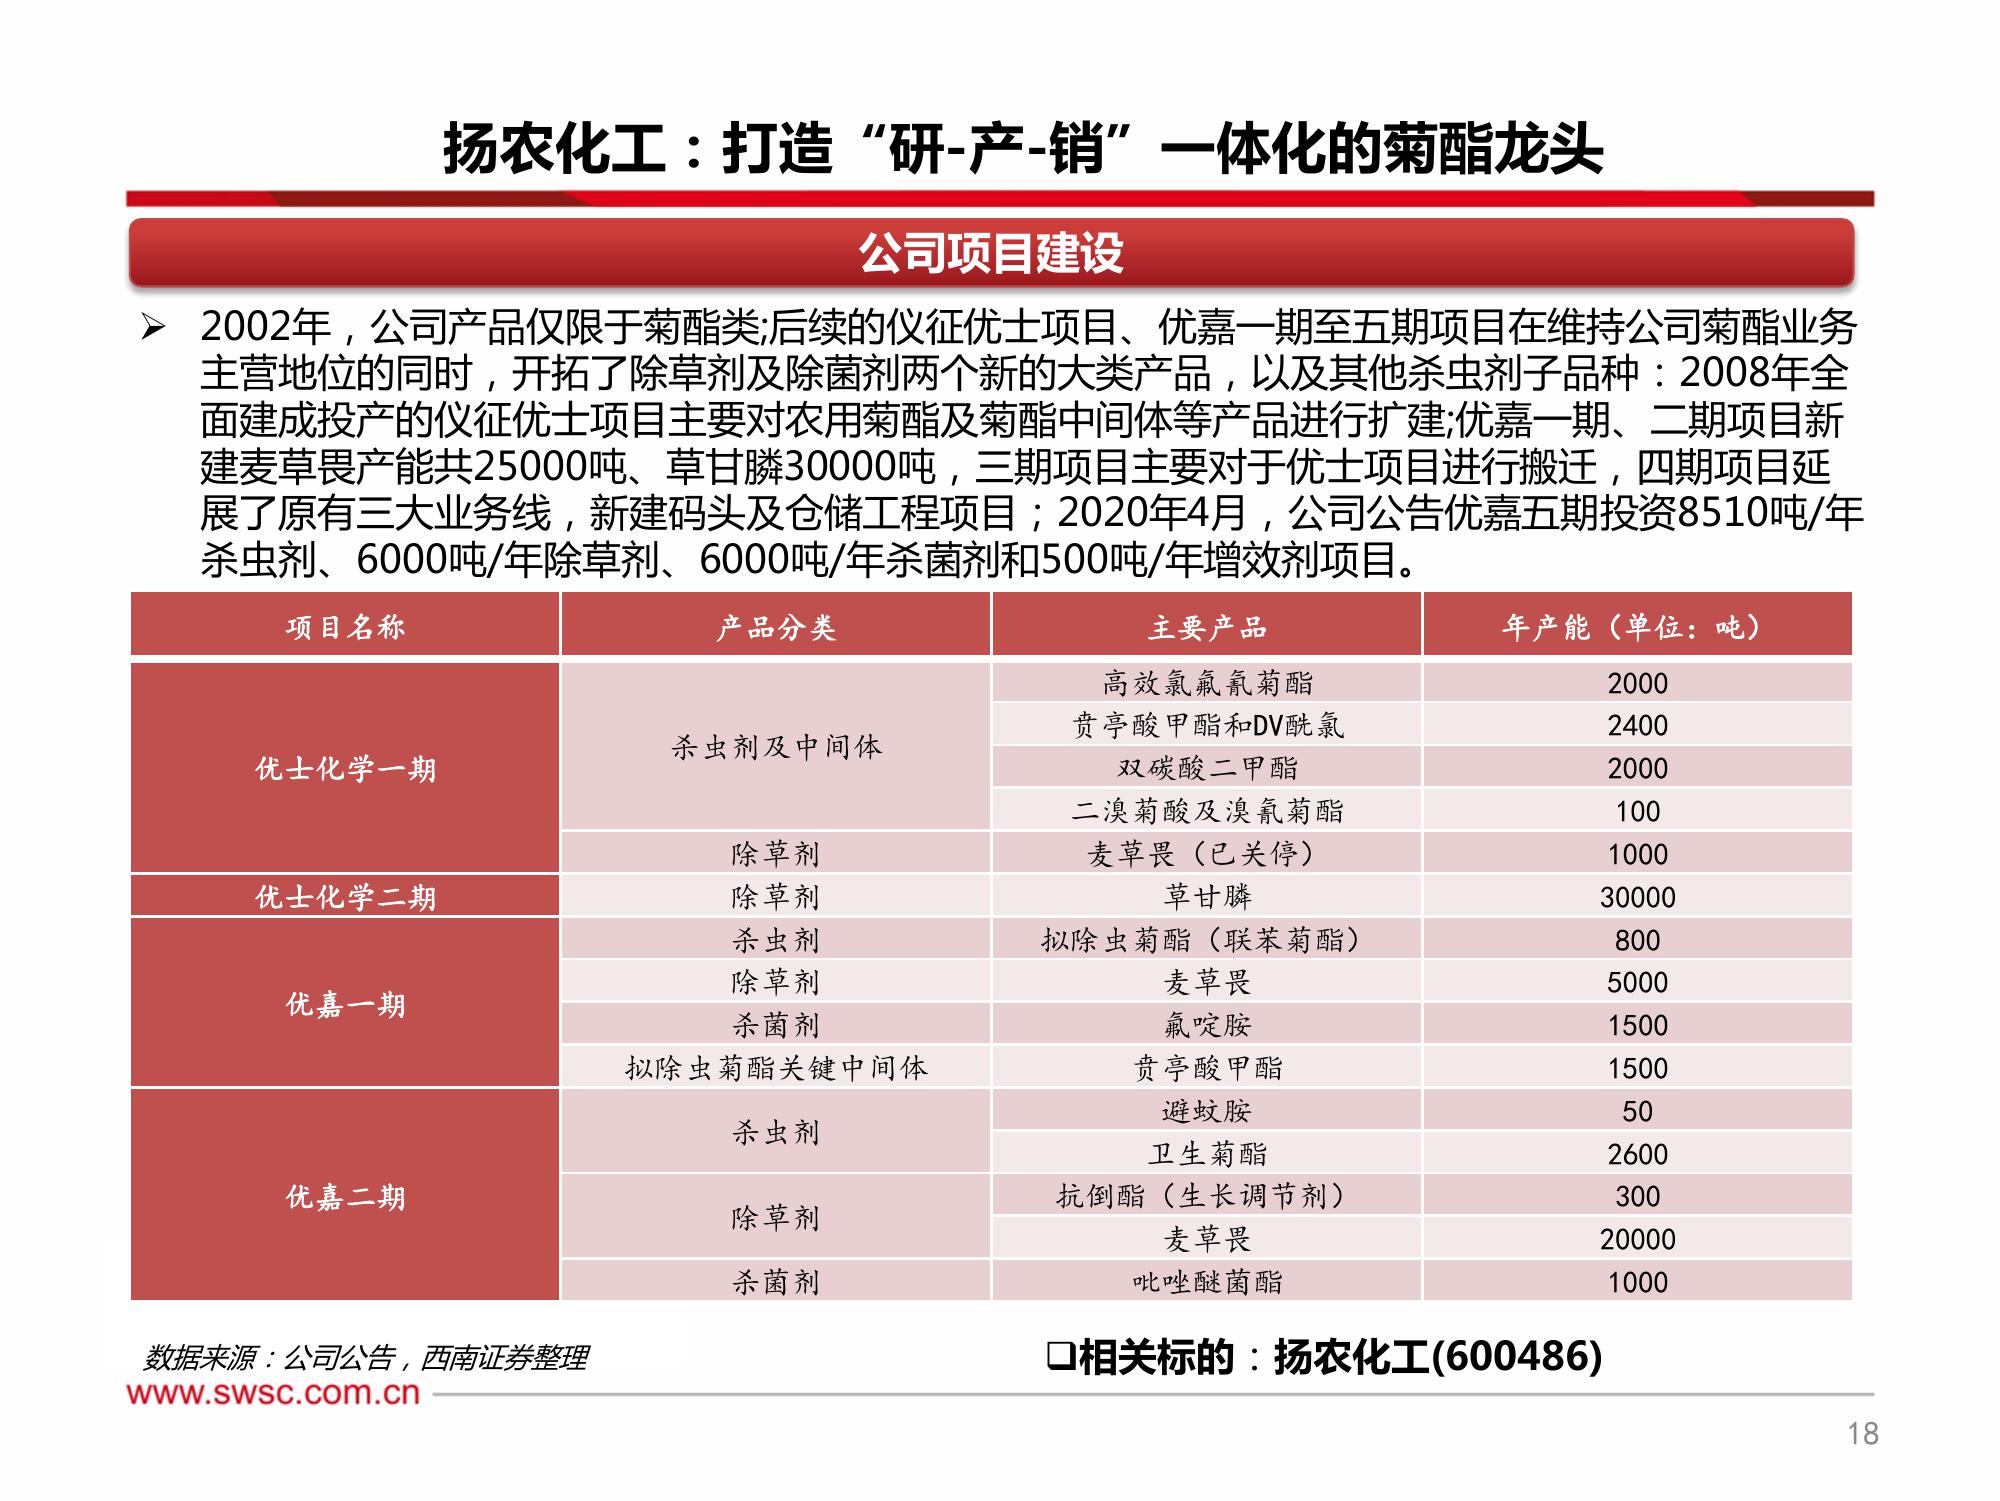 扬农化工：打造“研-产-销”一体化的菊酯龙头
公司项目建设
➢ 2002年，公司产品仅限于菊酯类;后续的仪征优士项目、优嘉一期至五期项目在维持公司菊酯业务
主营地位的同时，开拓了除草剂及除菌剂两个新的大类产品，以及其他杀虫剂子品种：2008年全
面建成投产的仪征优士项目主要对农用菊酯及菊酯中间体等产品进行扩建;优嘉一期、二期项目新
建麦草畏产能共25000吨、草甘膦30000吨，三期项目主要对于优士项目进行搬迁，四期项目延
展了原有三大业务线，新建码头及仓储工程项目；2020年4月，公司公告优嘉五期投资8510吨/年
杀虫剂、6000吨/年除草剂、6000吨/年杀菌剂和500吨/年增效剂项目。
项目名称 产品分类 主要产品 年产能（单位：吨）
优士化学一期 杀虫剂及中间体 高效氯氟氰菊酯 2000
贲亭酸甲酯和DV酰氯 2400
双碳酸二甲酯 2000
二溴菊酸及溴氰菊酯 100
除草剂 麦草畏（已关停） 1000
优士化学二期 除草剂 草甘膦 30000
优嘉一期 杀虫剂 拟除虫菊酯（联苯菊酯） 800
除草剂 麦草畏 5000
杀菌剂 氟啶胺 1500
拟除虫菊酯关键中间体 贲亭酸甲酯 1500
优嘉二期 杀虫剂 避蚊胺 50
卫生菊酯 2600
除草剂 抗倒酯（生长调节剂） 300
麦草畏 20000
杀菌剂 吡唑醚菌酯 1000
数据来源：公司公告，西南证券整理
❑相关标的：扬农化工(600486)
www.swsc.com.cn
18